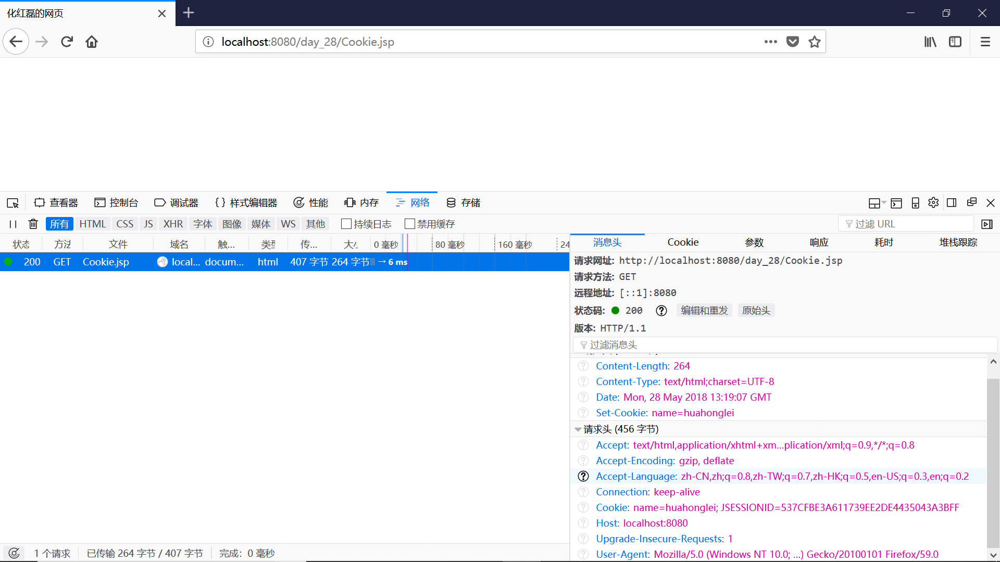 化红磊的网页
localhost:8080/day_28/Cookie.jsp
查看器 控制台 调试器 样式编辑器 性能 内存 网络 存储
所有 HTML CSS JS XHR 字体 图像 媒体 WS 其他 持续日志 禁用缓存 过滤 URL
状态 方法 文件 域名 触... 类型 传... 大小 0 毫秒 80 毫秒 160 毫秒 24
200 GET Cookie.jsp local... docum... html 407 字节 264 字节 → 6 ms
消息头 Cookie 参数 响应 耗时 堆栈跟踪
请求网址: http://localhost:8080/day_28/Cookie.jsp
请求方法: GET
远程地址: [::1]:8080
状态码: 200 编辑和重发 原始头
版本: HTTP/1.1
过滤消息头
Content-Length: 264
Content-Type: text/html;charset=UTF-8
Date: Mon, 28 May 2018 13:19:07 GMT
Set-Cookie: name=huahonglei
请求头 (456 字节)
Accept: text/html,application/xhtml+xm...plication/xml;q=0.9,*/*;q=0.8
Accept-Encoding: gzip, deflate
Accept-Language: zh-CN,zh;q=0.8,zh-TW;q=0.7,zh-HK;q=0.5,en-US;q=0.3,en;q=0.2
Connection: keep-alive
Cookie: name=huahonglei; JSESSIONID=537CFBE3A611739EE2DE4435043A3BFF
Host: localhost:8080
Upgrade-Insecure-Requests: 1
User-Agent: Mozilla/5.0 (Windows NT 10.0; ...) Gecko/20100101 Firefox/59.0
1 个请求 已传输 264 字节 / 407 字节 完成: 0 毫秒